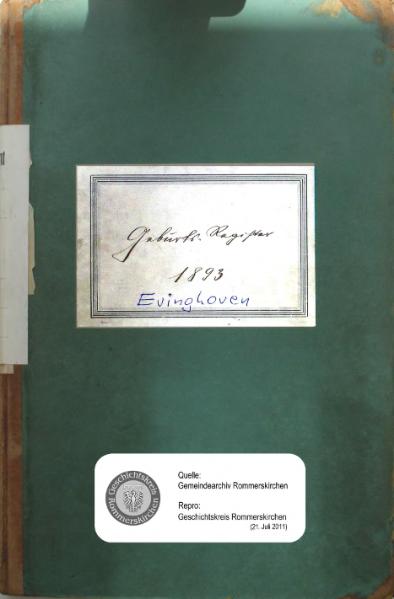 Geburts-Register
1893
Evinghoven
Geschichtskreis
Rommerskirchen
Quelle:
Gemeindearchiv Rommerskirchen
Repro:
Geschichtskreis Rommerskirchen
(21. Juli 2011)